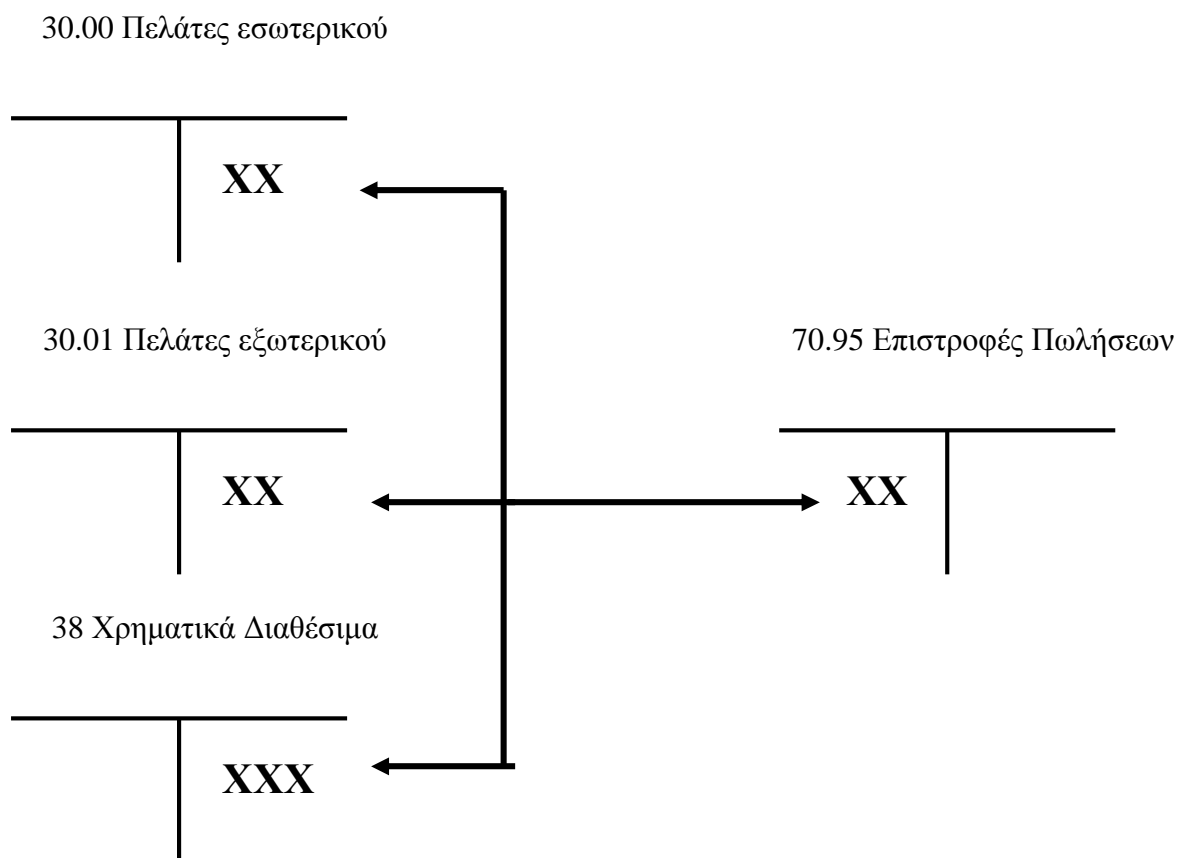 30.00 Πελάτες εσωτερικού
XX
30.01 Πελάτες εξωτερικού
70.95 Επιστροφές Πωλήσεων
XX
XX
38 Χρηματικά Διαθέσιμα
XXX